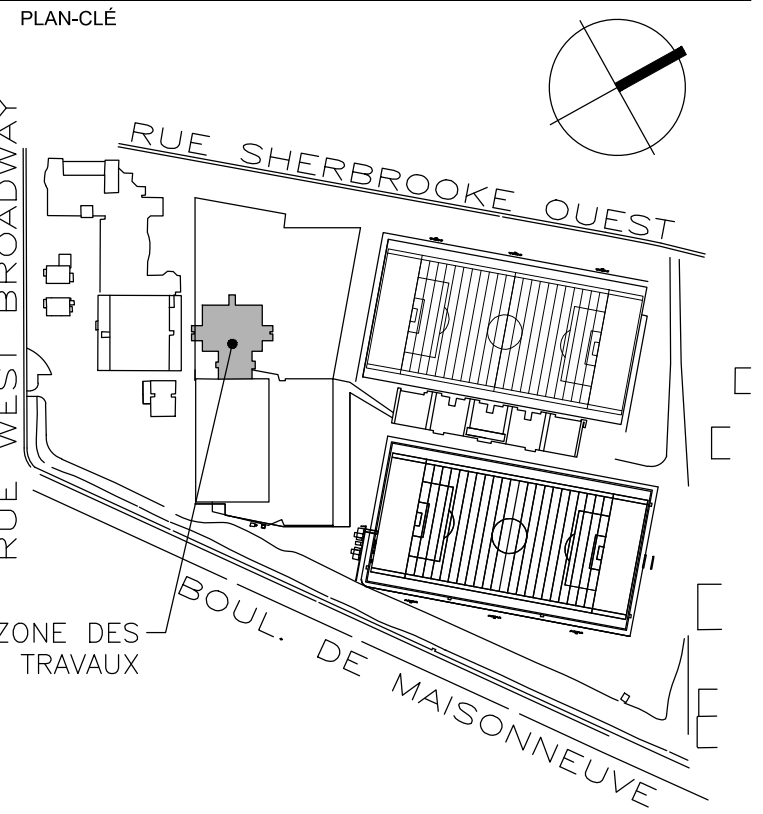 PLAN-CLÉ
RUE SHERBROOKE OUEST
RUE WEST BROADWAY
ZONE DES
TRAVAUX
BOUL. DE MAISONNEUVE